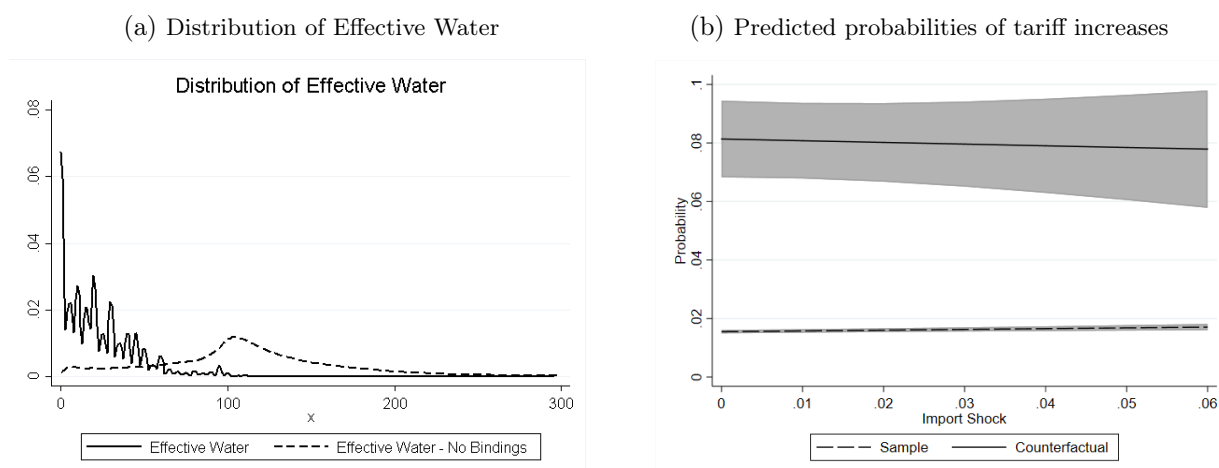 (a) Distribution of Effective Water
Distribution of Effective Water
.08
.06
.04
.02
0
0 100 200 300
x
Effective Water Effective Water - No Bindings
(b) Predicted probabilities of tariff increases
.1
.08
.06
.04
.02
0
Probability
0 .01 .02 .03 .04 .05 .06
Import Shock
Sample Counterfactual